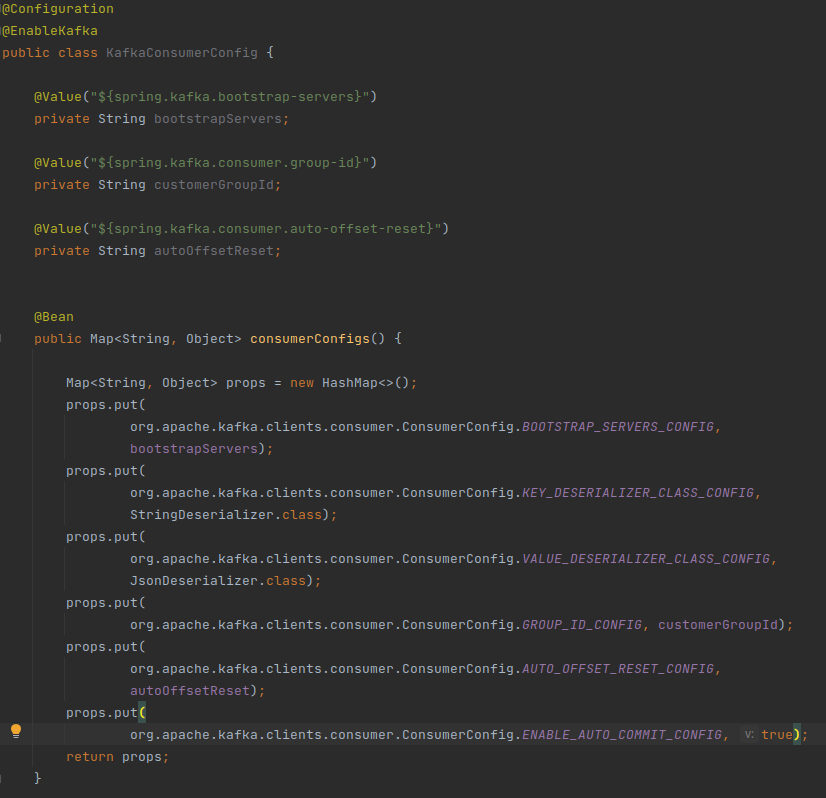 @Configuration
@EnableKafka
public class KafkaConsumerConfig {
@Value("${spring.kafka.bootstrap-servers}")
private String bootstrapServers;
@Value("${spring.kafka.consumer.group-id}")
private String customerGroupId;
@Value("${spring.kafka.consumer.auto-offset-reset}")
private String autoOffsetReset;
@Bean
public Map<String, Object> consumerConfigs() {
Map<String, Object> props = new HashMap<>();
props.put(
org.apache.kafka.clients.consumer.ConsumerConfig.BOOTSTRAP_SERVERS_CONFIG,
bootstrapServers);
props.put(
org.apache.kafka.clients.consumer.ConsumerConfig.KEY_DESERIALIZER_CLASS_CONFIG,
StringDeserializer.class);
props.put(
org.apache.kafka.clients.consumer.ConsumerConfig.VALUE_DESERIALIZER_CLASS_CONFIG,
JsonDeserializer.class);
props.put(
org.apache.kafka.clients.consumer.ConsumerConfig.GROUP_ID_CONFIG, customerGroupId);
props.put(
org.apache.kafka.clients.consumer.ConsumerConfig.AUTO_OFFSET_RESET_CONFIG,
autoOffsetReset);
props.put(
org.apache.kafka.clients.consumer.ConsumerConfig.ENABLE_AUTO_COMMIT_CONFIG, v: true);
return props;
}